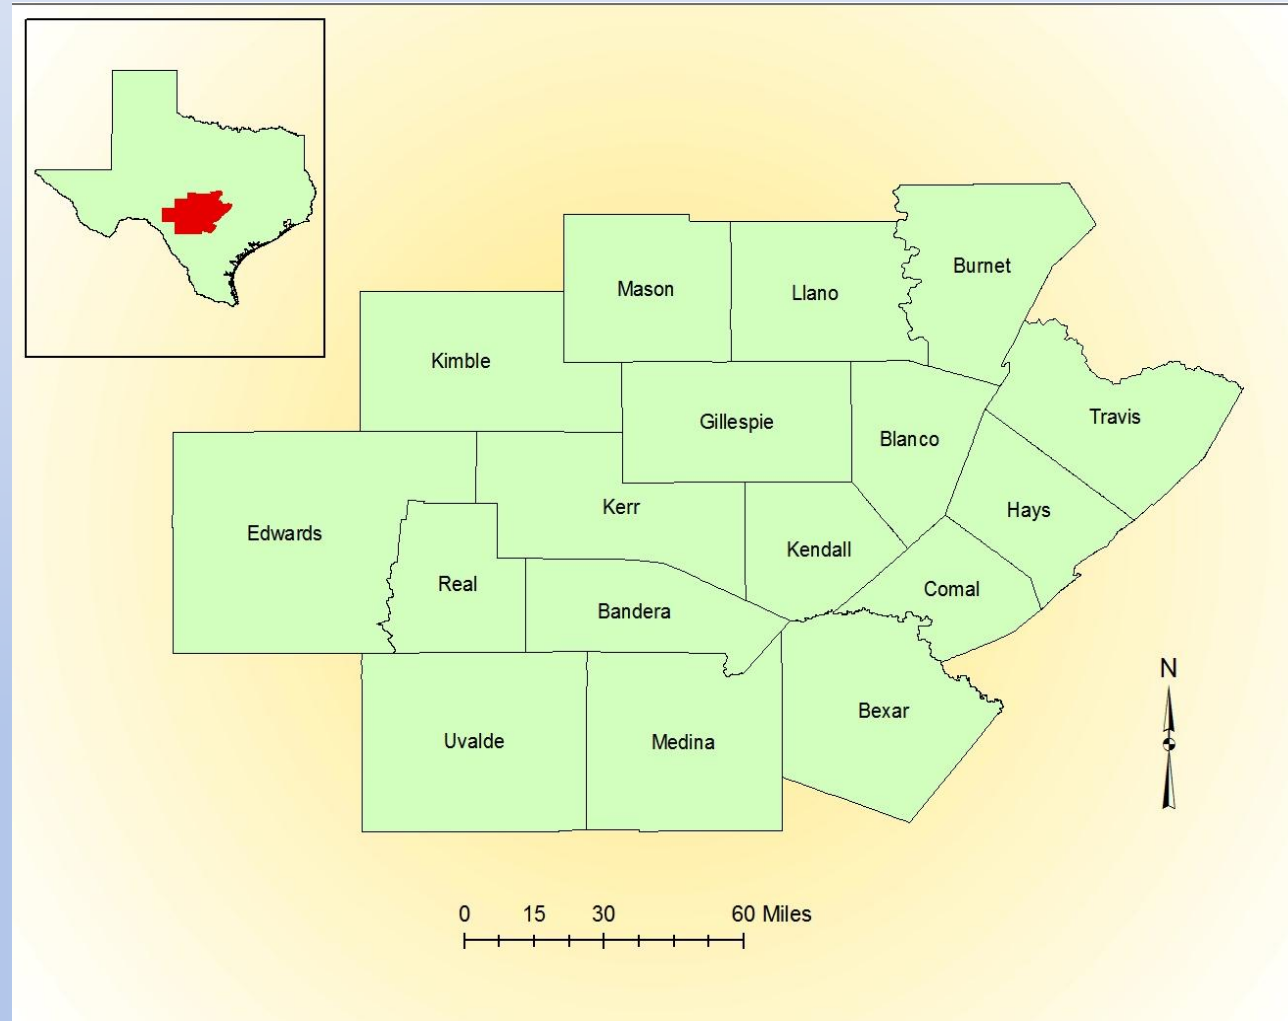 Burnet
Mason
Llano
Kimble
Gillespie
Travis
Blanco
Kerr
Hays
Edwards
Kendall
Real
Comal
Bandera
N
Bexar
Uvalde
Medina
0 15 30 60 Miles